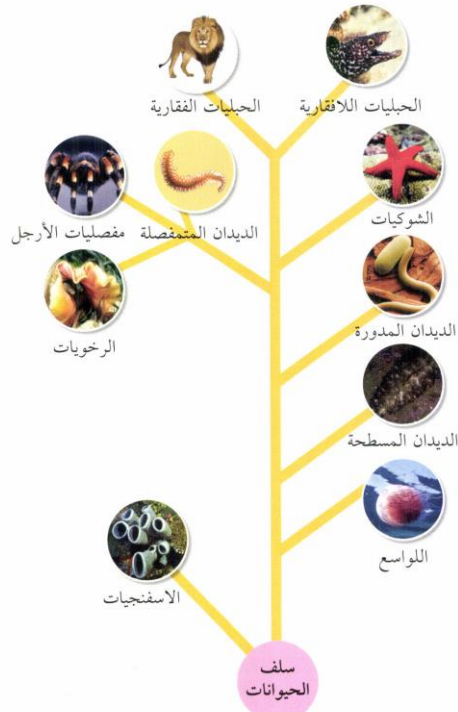 الحبليات اللافقارية
الحبليات الفقارية
الشوكيات
الديدان المتمفصلة
مفصليات الأرجل
الديدان المدورة
الرخويات
الديدان المسطحة
اللواسع
الاسفنجيات
سلف
الحيوانات